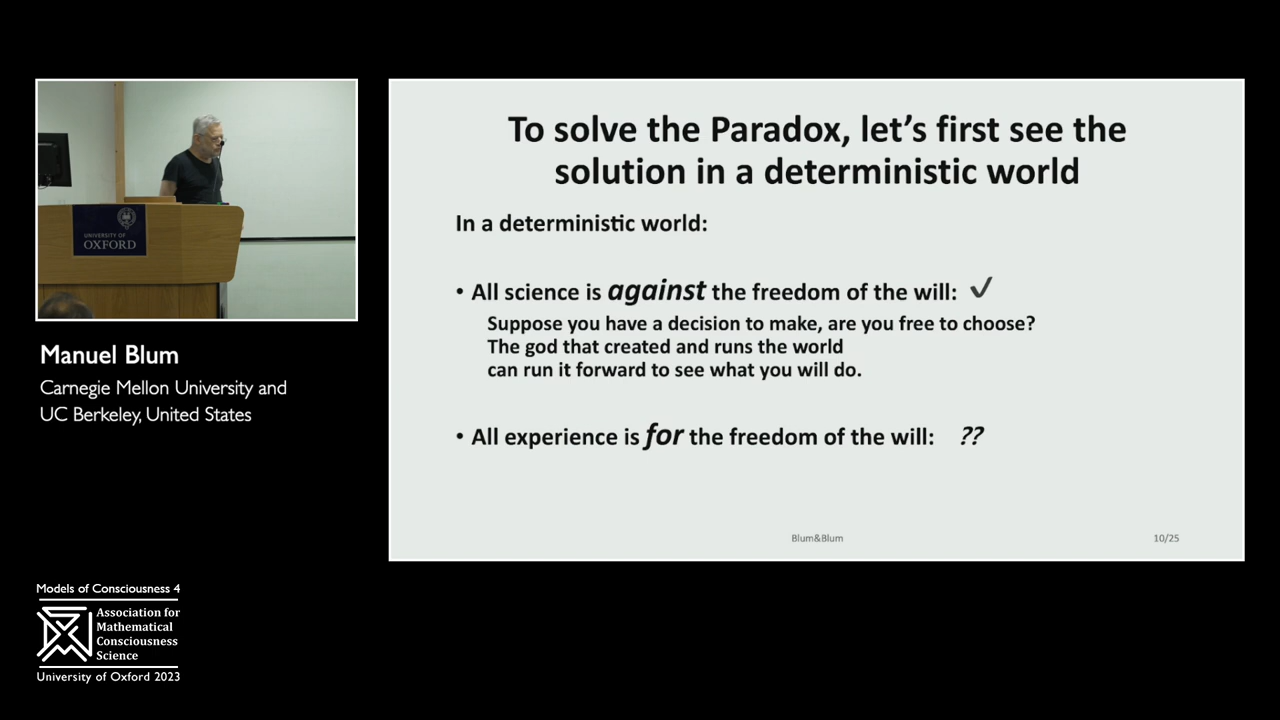 To solve the Paradox, let's first see the
solution in a deterministic world
In a deterministic world:
• All science is against the freedom of the will: ✓
Suppose you have a decision to make, are you free to choose?
The god that created and runs the world
can run it forward to see what you will do.
• All experience is for the freedom of the will: ??
Blum&Blum
10/25
UNIVERSITY OF
OXFORD
Manuel Blum
Carnegie Mellon University and
UC Berkeley, United States
Models of Consciousness 4
Association for
Mathematical
Consciousness
Science
University of Oxford 2023